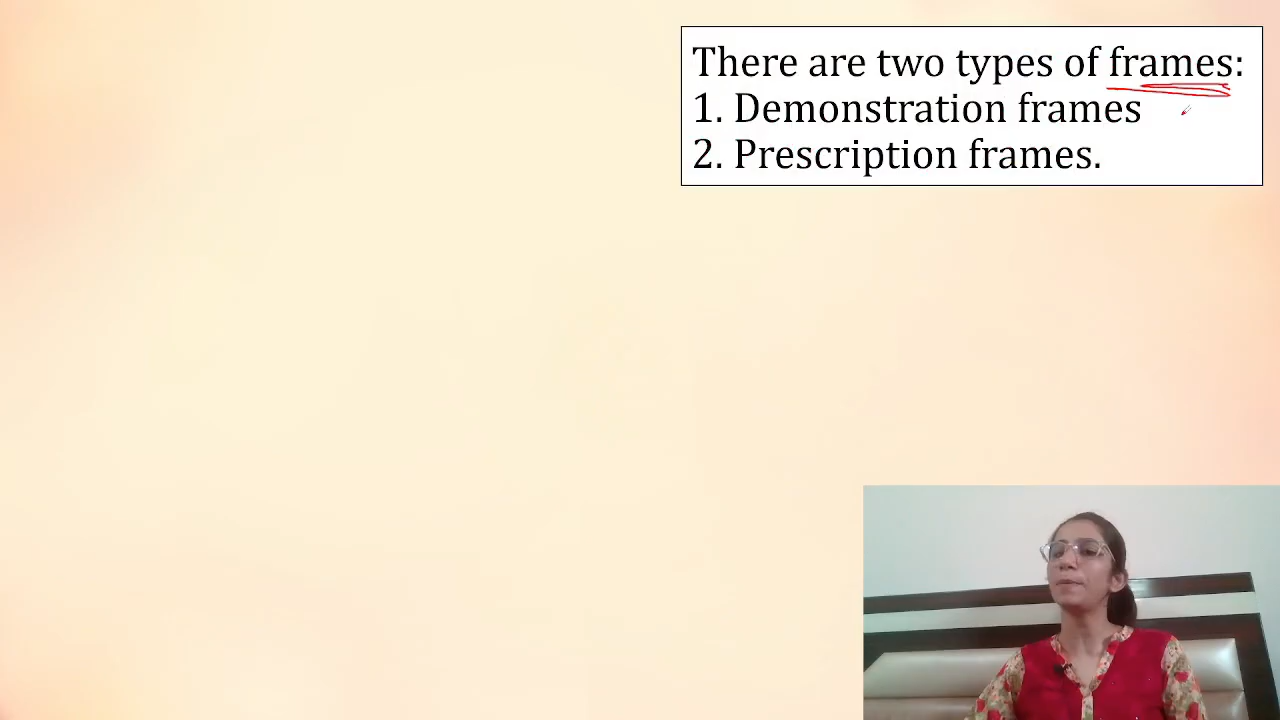 There are two types of frames:
1. Demonstration frames
2. Prescription frames.